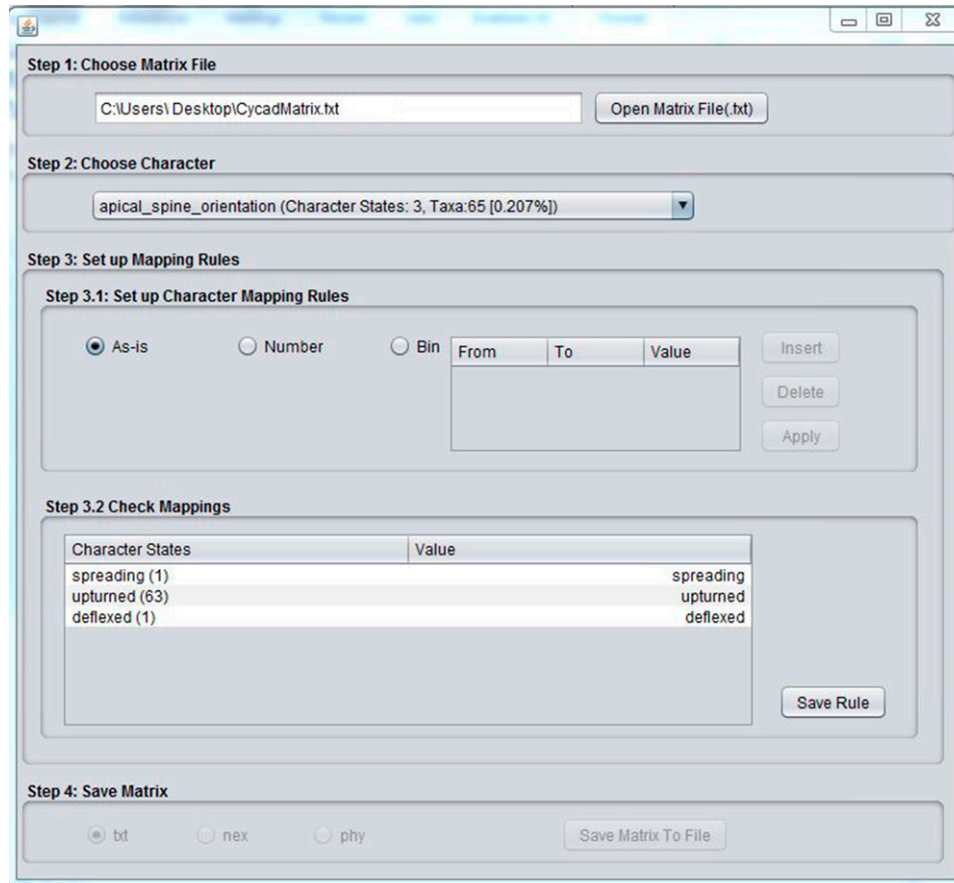 Step 1: Choose Matrix File
C:\Users\ Desktop\CycadMatrix.txt
Open Matrix File(.txt)
Step 2: Choose Character
apical_spine_orientation (Character States: 3, Taxa:65 [0.207%])
Step 3: Set up Mapping Rules
Step 3.1: Set up Character Mapping Rules
As-is Number Bin From To Value Insert
Delete
Apply
Step 3.2 Check Mappings
Character States Value
spreading (1) spreading
upturned (63) upturned
deflexed (1) deflexed
Save Rule
Step 4: Save Matrix
txt nex phy Save Matrix To File